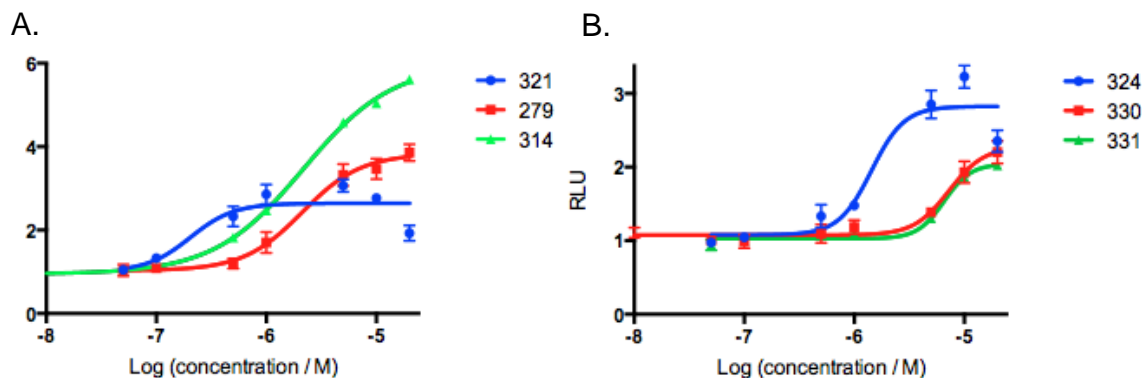 A.
6
4
2
0
-8 -7 -6 -5
Log (concentration / M)
321
279
314
B.
RLU
3
2
1
0
-8 -7 -6 -5
Log (concentration / M)
324
330
331